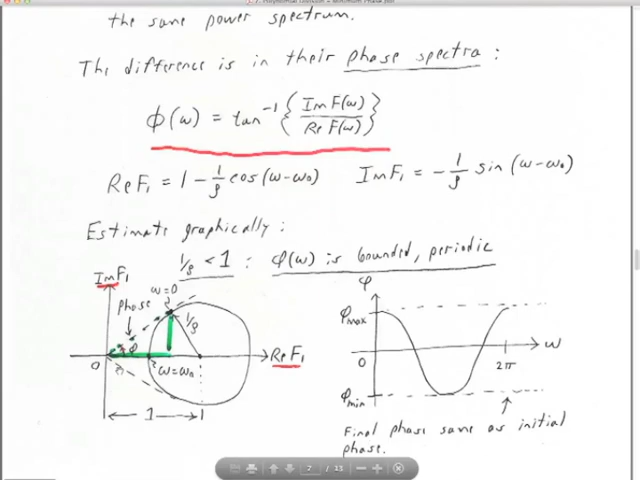 the same power spectrum.
The difference is in their phase spectra :
ϕ(ω) = tan⁻¹ { Im F(ω) / Re F(ω) }
Re F₁ = 1 - 1/ρ cos (ω - ω₀)    Im F₁ = - 1/ρ sin (ω - ω₀)
Estimate graphically :
1/ρ < 1 : φ(ω) is bounded, periodic
Im F₁
phase
ω=0
1/ρ
φ
0
ω=ω₀
Re F₁
1
φ
φmax
0
φmin
2π
ω
Final phase same as initial
phase.
7 / 13